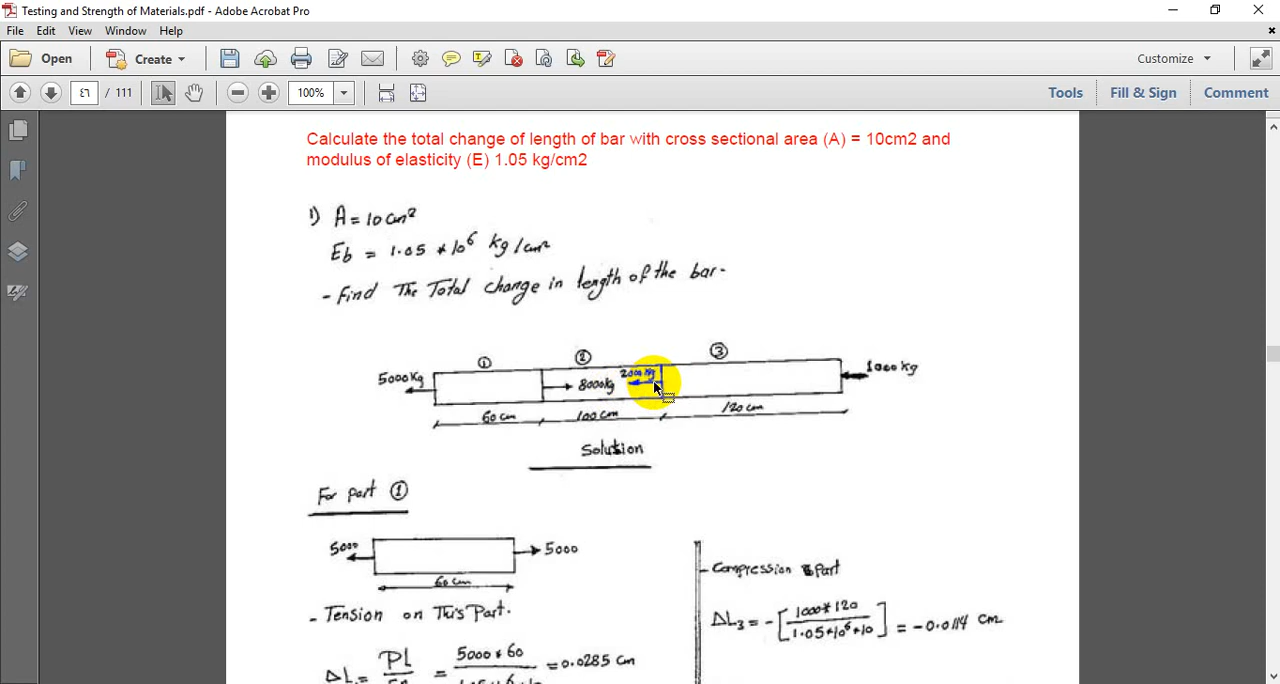 Testing and Strength of Materials.pdf - Adobe Acrobat Pro
File Edit View Window Help
Open Create Customize
٤٦ / 111 100% Tools Fill & Sign Comment
Calculate the total change of length of bar with cross sectional area (A) = 10cm2 and
modulus of elasticity (E) 1.05 kg/cm2
1) A = 10 cm²
Eb = 1.05 * 10⁶ kg/cm²
- Find The Total change in length of the bar -
① ② ③
5000 Kg 8000kg 2000 kg 1000 kg
60 cm 100 cm 120 cm
Solution
For part ①
5000 5000
60 cm
- Tension on This Part.
ΔL₁ = PL = 5000 * 60 = 0.0285 cm
- Compression part
ΔL₃ = - [ 1000 * 120 / 1.05 * 10⁶ * 10 ] = -0.0114 cm